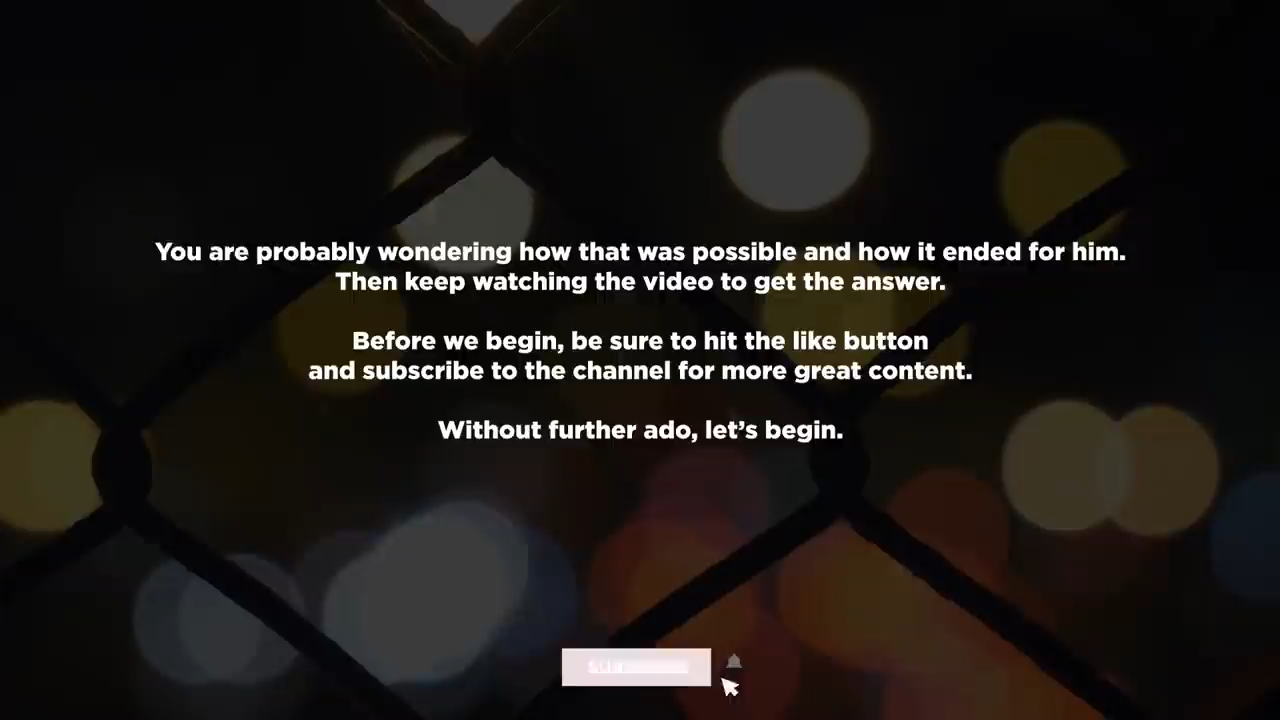 You are probably wondering how that was possible and how it ended for him.
Then keep watching the video to get the answer.
Before we begin, be sure to hit the like button
and subscribe to the channel for more great content.
Without further ado, let’s begin.